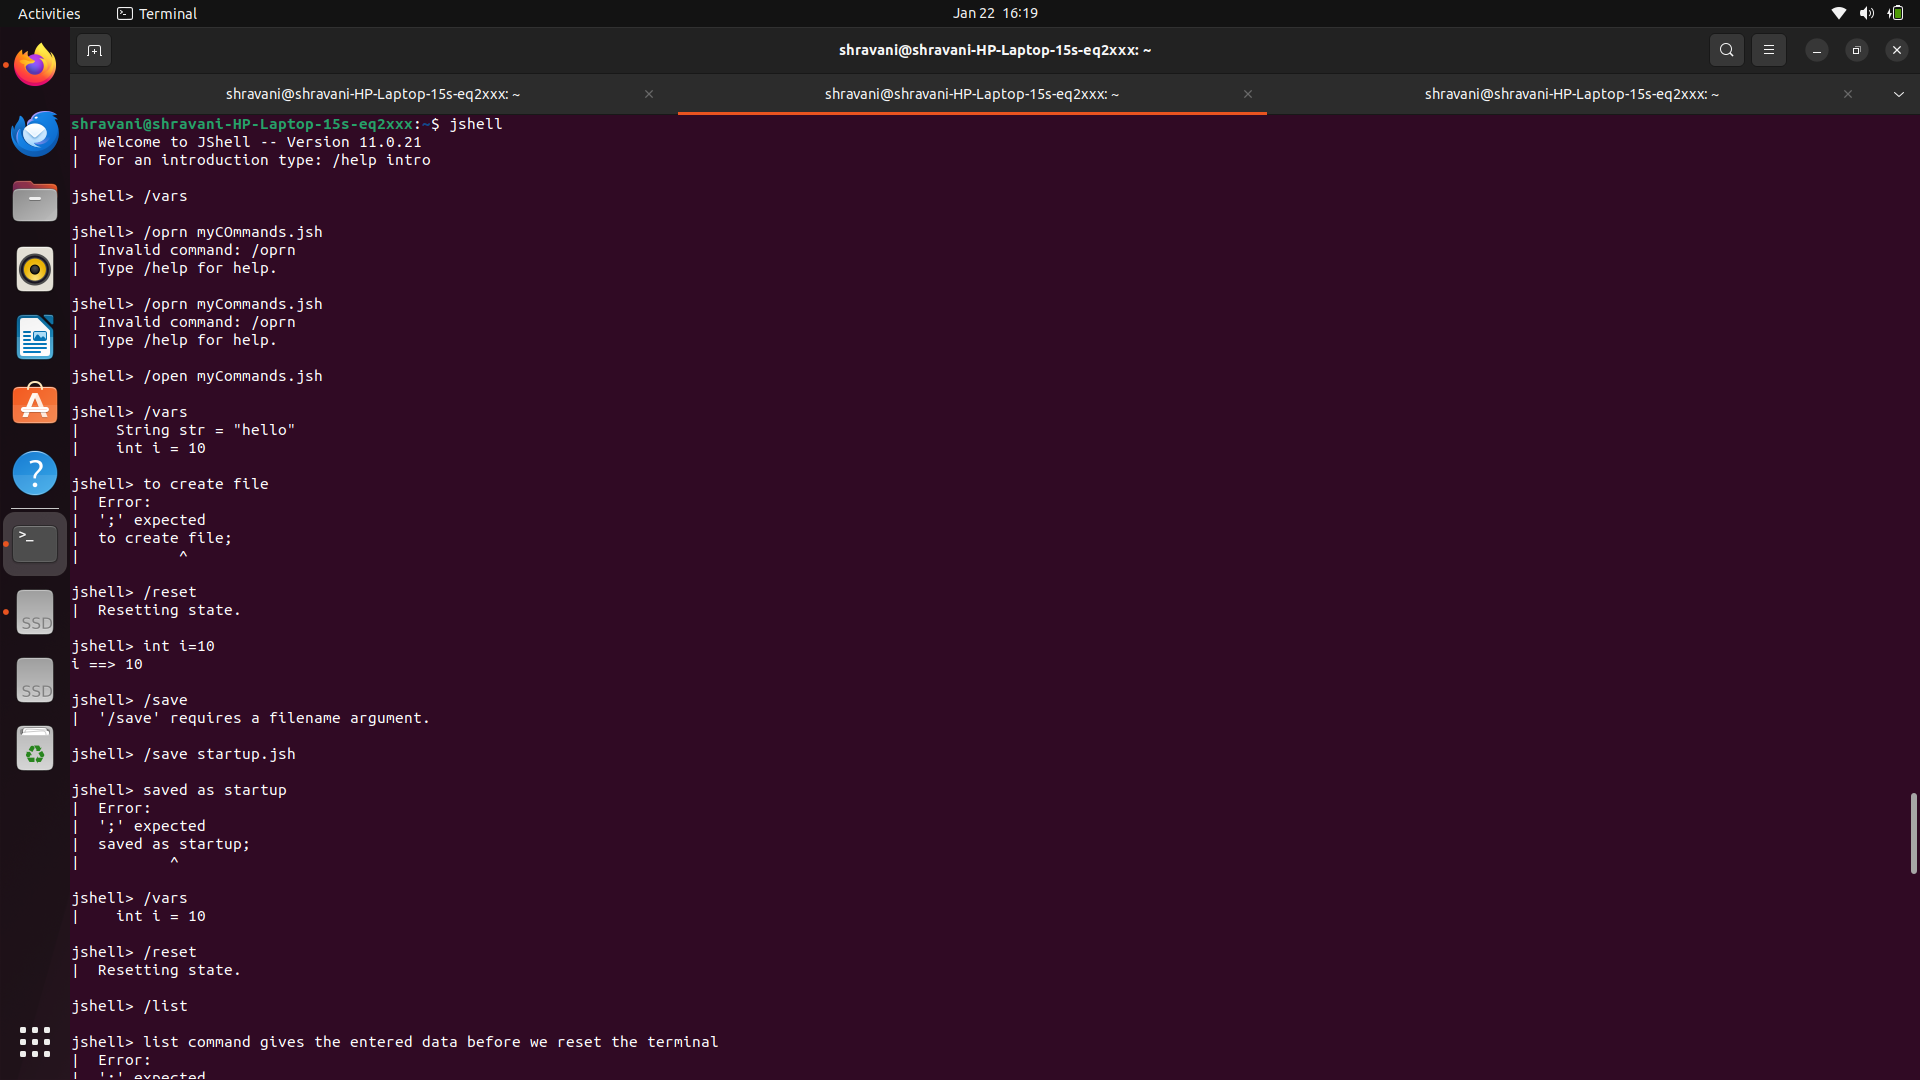 Activities
Terminal
Jan 22 16:19
shravani@shravani-HP-Laptop-15s-eq2xxx: ~
shravani@shravani-HP-Laptop-15s-eq2xxx: ~
shravani@shravani-HP-Laptop-15s-eq2xxx: ~
shravani@shravani-HP-Laptop-15s-eq2xxx: ~
shravani@shravani-HP-Laptop-15s-eq2xxx:~$ jshell
|  Welcome to JShell -- Version 11.0.21
|  For an introduction type: /help intro
jshell> /vars
jshell> /oprn myCOmmands.jsh
|  Invalid command: /oprn
|  Type /help for help.
jshell> /oprn myCommands.jsh
|  Invalid command: /oprn
|  Type /help for help.
jshell> /open myCommands.jsh
jshell> /vars
|    String str = "hello"
|    int i = 10
jshell> to create file
|  Error:
|  ';' expected
|  to create file;
|            ^
jshell> /reset
|  Resetting state.
jshell> int i=10
i ==> 10
jshell> /save
|  '/save' requires a filename argument.
jshell> /save startup.jsh
jshell> saved as startup
|  Error:
|  ';' expected
|  saved as startup;
|          ^
jshell> /vars
|    int i = 10
jshell> /reset
|  Resetting state.
jshell> /list
jshell> list command gives the entered data before we reset the terminal
|  Error:
|  ';' expected
SSD
SSD